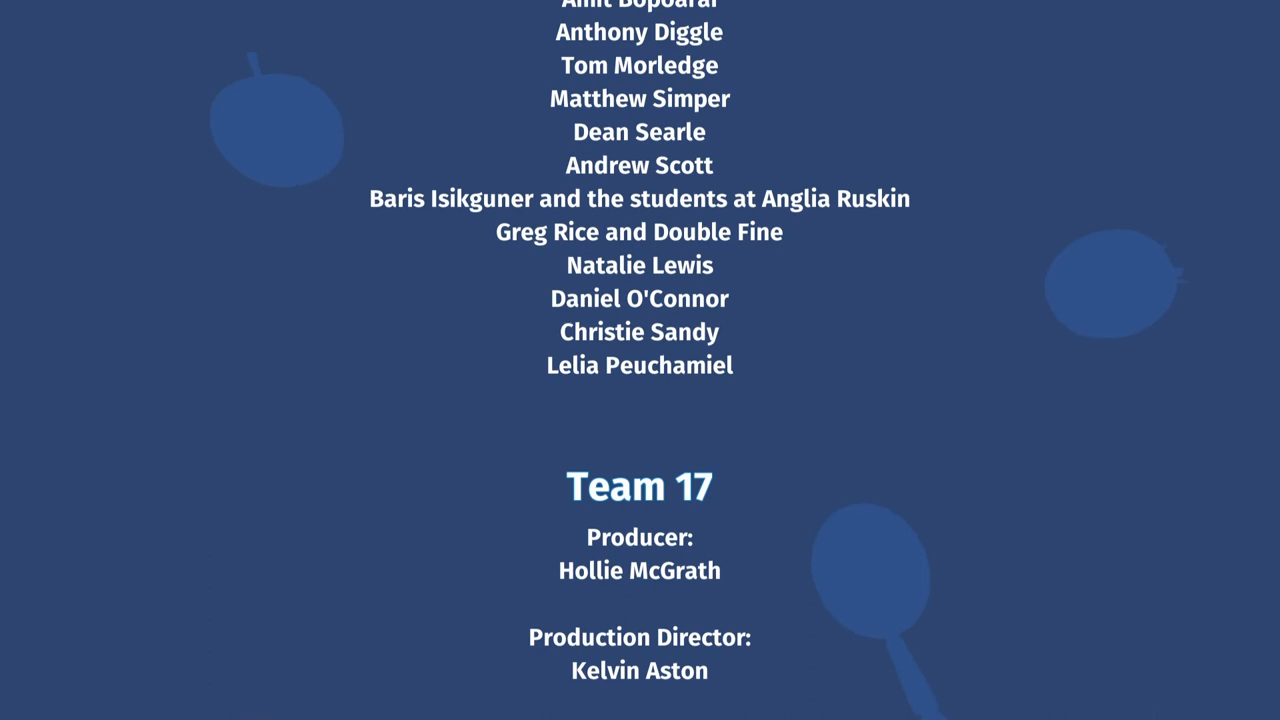 Anthony Diggle
Tom Morledge
Matthew Simper
Dean Searle
Andrew Scott
Baris Isikguner and the students at Anglia Ruskin
Greg Rice and Double Fine
Natalie Lewis
Daniel O'Connor
Christie Sandy
Lelia Peuchamiel
Team 17
Producer:
Hollie McGrath
Production Director:
Kelvin Aston